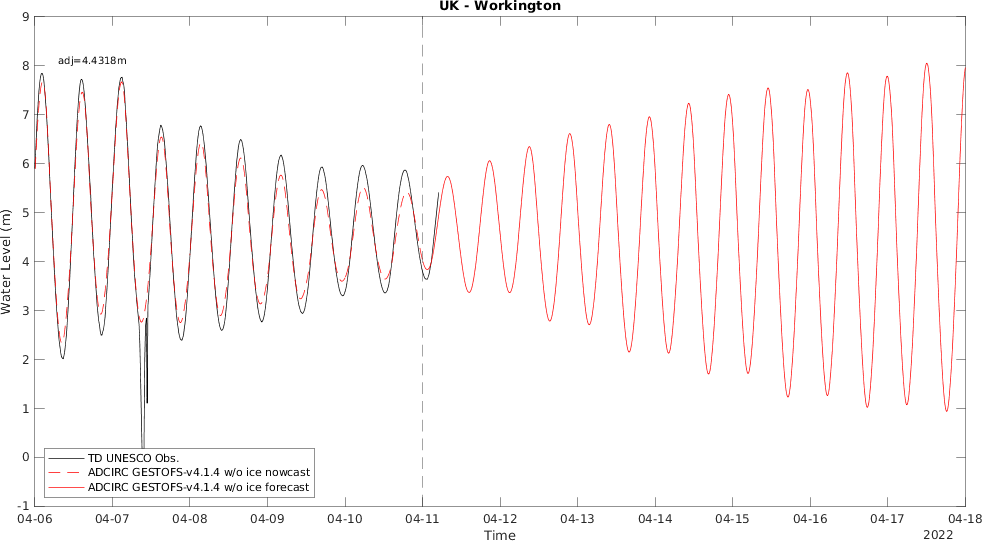 UK - Workington
9
8
7
6
5
4
3
2
1
0
-1
Water Level (m)
adj=4.4318m
TD UNESCO Obs.
ADCIRC GESTOFS-v4.1.4 w/o ice nowcast
ADCIRC GESTOFS-v4.1.4 w/o ice forecast
04-06 04-07 04-08 04-09 04-10 04-11 04-12 04-13 04-14 04-15 04-16 04-17 04-18
Time
2022